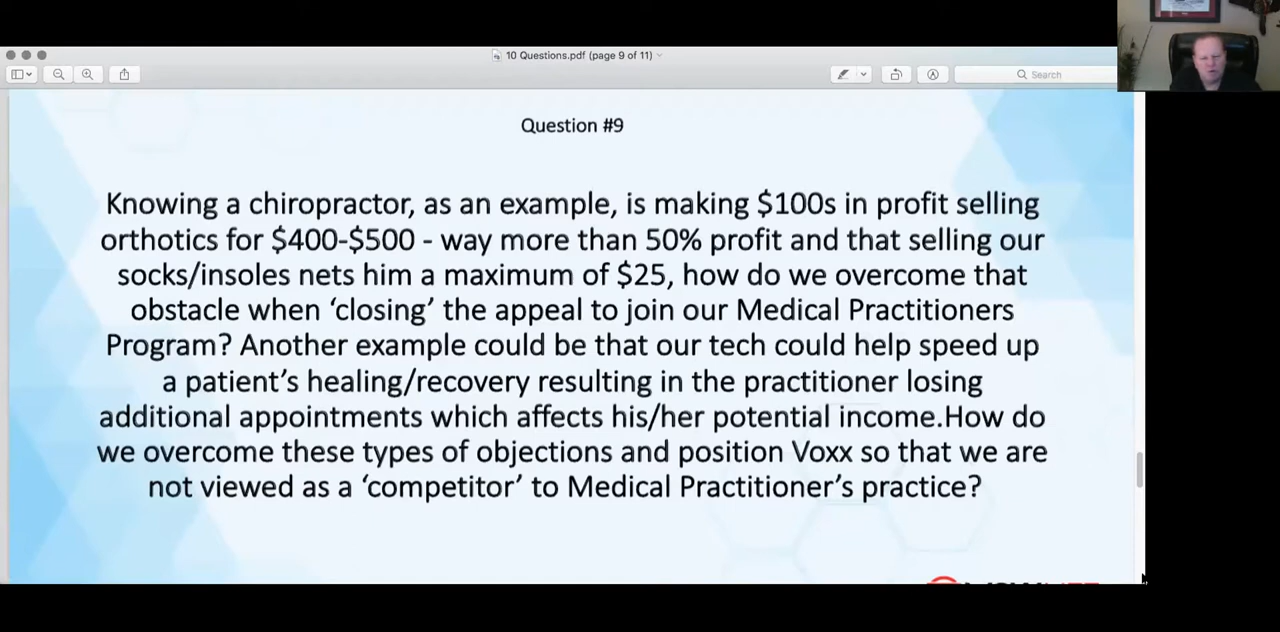 10 Questions.pdf (page 9 of 11)
Search
Question #9
Knowing a chiropractor, as an example, is making $100s in profit selling
orthotics for $400-$500 - way more than 50% profit and that selling our
socks/insoles nets him a maximum of $25, how do we overcome that
obstacle when ‘closing’ the appeal to join our Medical Practitioners
Program? Another example could be that our tech could help speed up
a patient’s healing/recovery resulting in the practitioner losing
additional appointments which affects his/her potential income.How do
we overcome these types of objections and position Voxx so that we are
not viewed as a ‘competitor’ to Medical Practitioner’s practice?